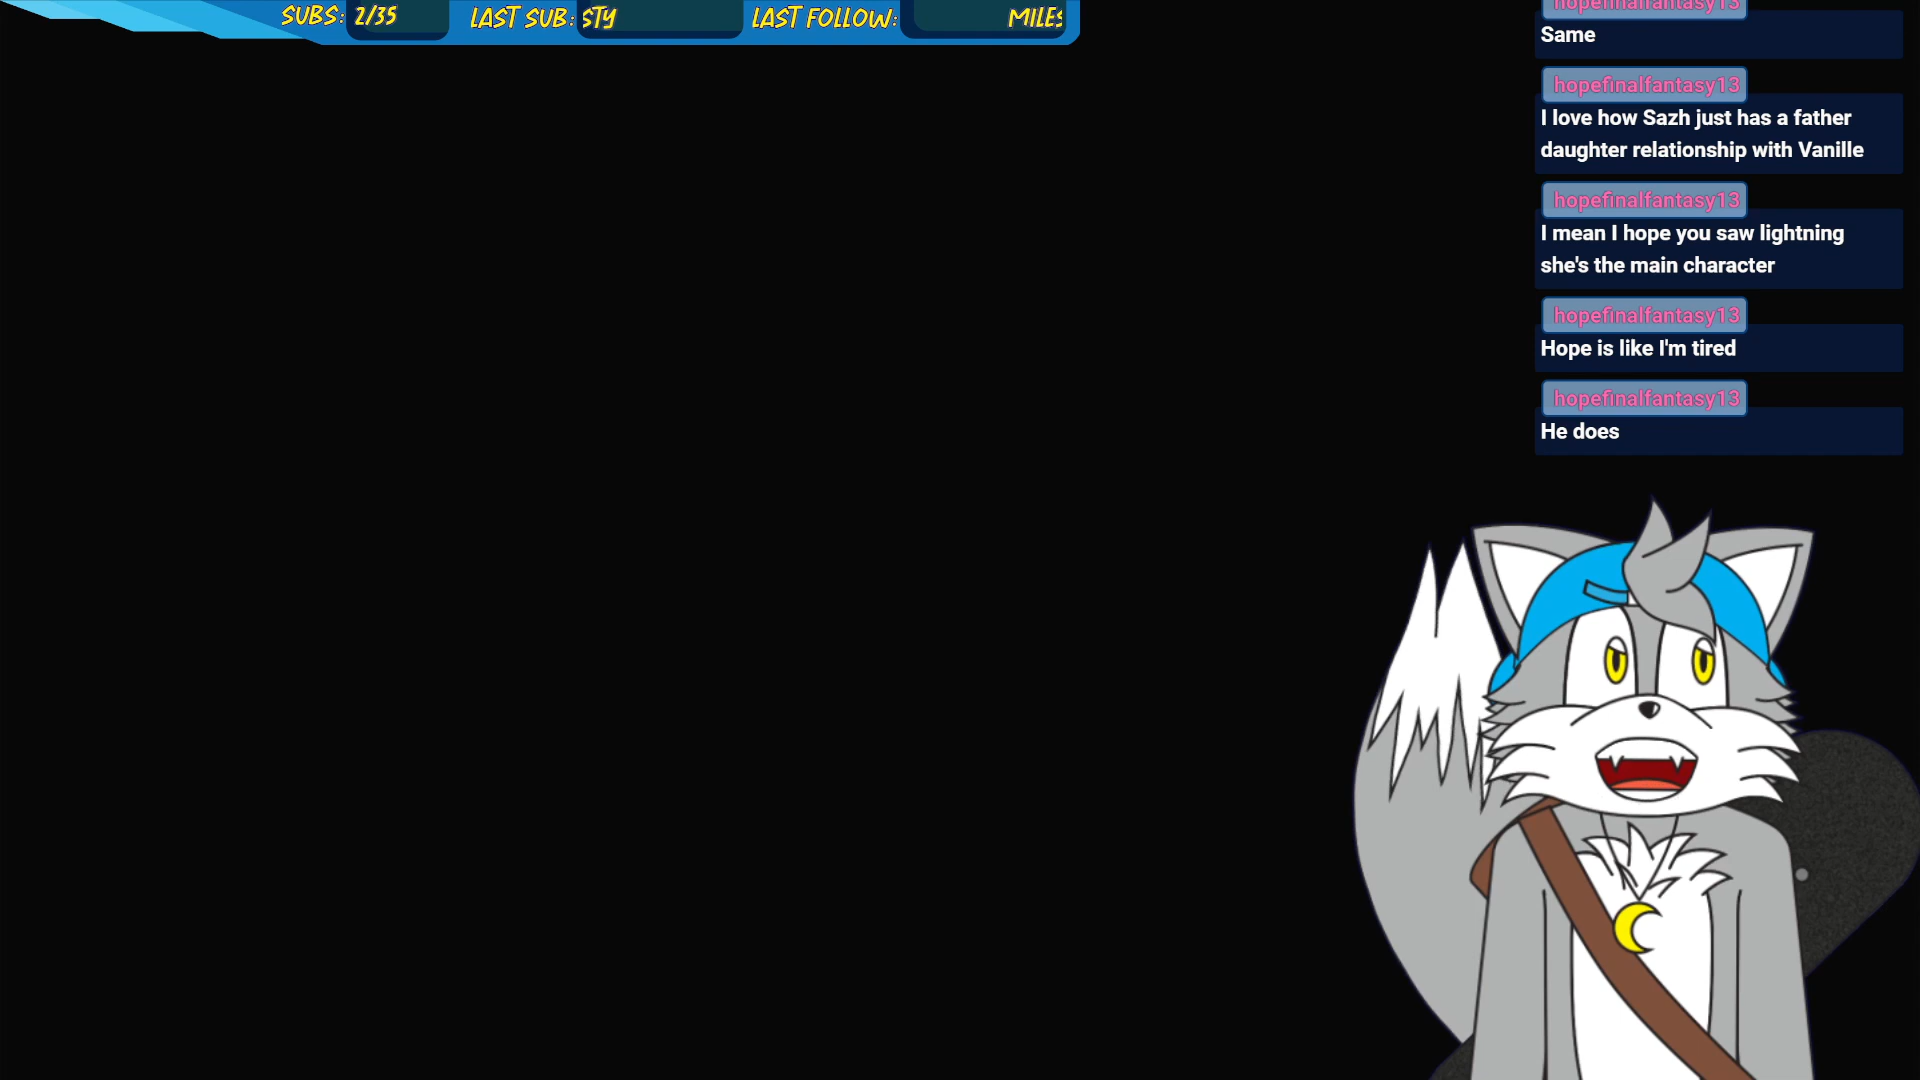 SUBS: 2/35 LAST SUB: STY LAST FOLLOW: MILES
hopefinalfantasy13
Same
hopefinalfantasy13
I love how Sazh just has a father
daughter relationship with Vanille
hopefinalfantasy13
I mean I hope you saw lightning
she's the main character
hopefinalfantasy13
Hope is like I'm tired
hopefinalfantasy13
He does